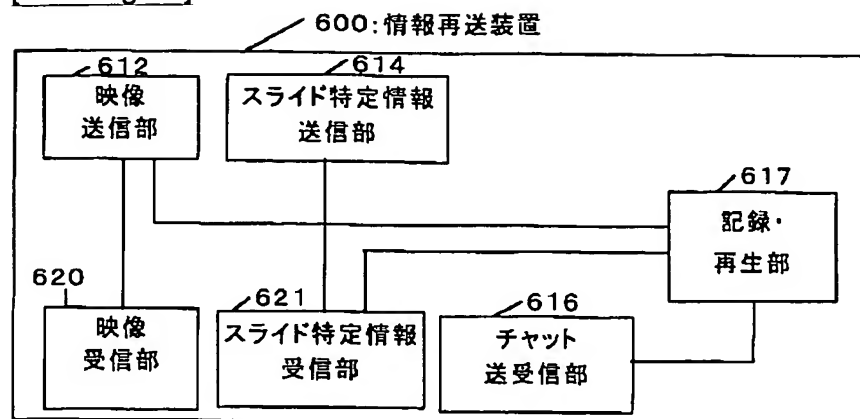 600:情報再送装置
612
映像
送信部
614
スライド特定情報
送信部
617
記録・
再生部
620
映像
受信部
621
スライド特定情報
受信部
616
チャット
送受信部